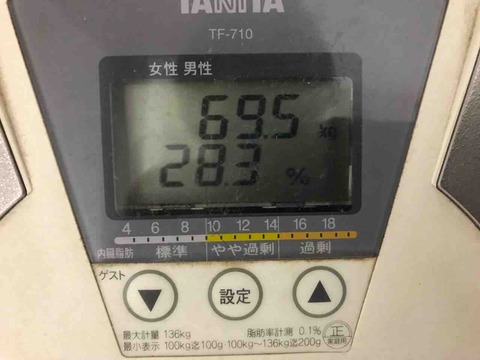 TANITA
TF-710
女性 男性
69.5 kg
28.3 %
4 6 8 10 12 14 16 18
内臓脂肪 標準 やや過剰 過剰
ゲスト
▼ 設定 ▲
最大計量 136kg 脂肪率計測 0.1%
最小表示 100kg迄100g 100kg~136kg迄200g
正
家庭用